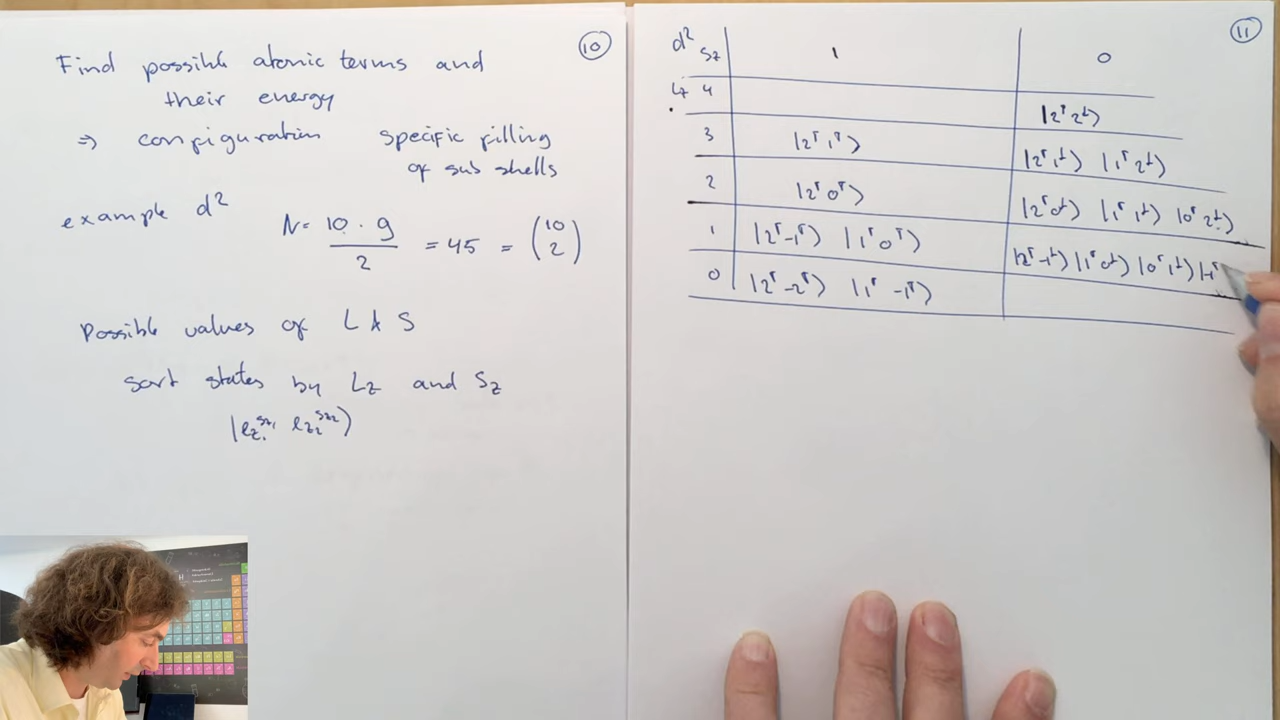 Find possible atomic terms and
their energy
⇒ configuration specific filling
of sub shells
example d²
N = 10 · 9 / 2 = 45 = (10 2)
Possible values of L & S
sort states by Lz and Sz
|lz₁^sz₁ lz₂^sz₂⟩
10
11
d² Sz 1 0
Lz 4 |2↑ 2↓⟩
3 |2↑ 1↑⟩ |2↑ 1↓⟩ |1↑ 2↓⟩
2 |2↑ 0↑⟩ |2↑ 0↓⟩ |1↑ 1↓⟩ |0↑ 2↓⟩
1 |2↑ -1↑⟩ |1↑ 0↑⟩ |2↑ -1↓⟩ |1↑ 0↓⟩ |0↑ 1↓⟩ |-1↑
0 |2↑ -2↑⟩ |1↑ -1↑⟩